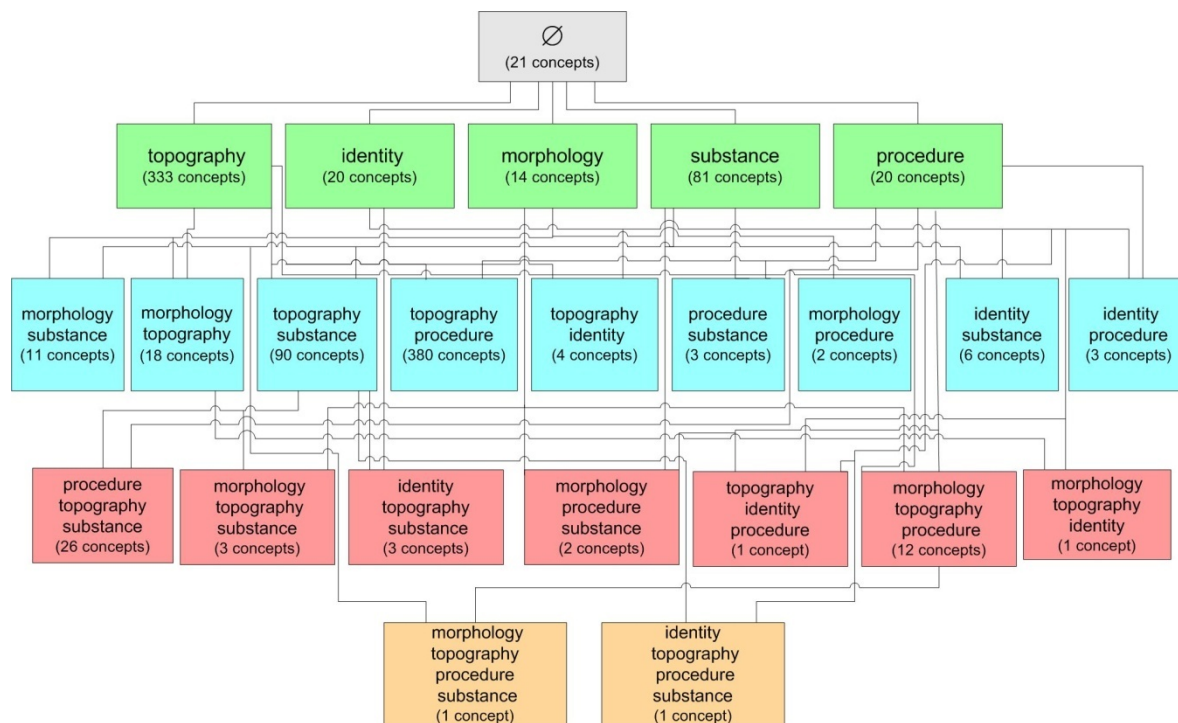 ∅
(21 concepts)
topography
(333 concepts)
identity
(20 concepts)
morphology
(14 concepts)
substance
(81 concepts)
procedure
(20 concepts)
morphology
substance
(11 concepts)
morphology
topography
(18 concepts)
topography
substance
(90 concepts)
topography
procedure
(380 concepts)
topography
identity
(4 concepts)
procedure
substance
(3 concepts)
morphology
procedure
(2 concepts)
identity
substance
(6 concepts)
identity
procedure
(3 concepts)
procedure
topography
substance
(26 concepts)
morphology
topography
substance
(3 concepts)
identity
topography
substance
(3 concepts)
morphology
procedure
substance
(2 concepts)
topography
identity
procedure
(1 concept)
morphology
topography
procedure
(12 concepts)
morphology
topography
identity
(1 concept)
morphology
topography
procedure
substance
(1 concept)
identity
topography
procedure
substance
(1 concept)